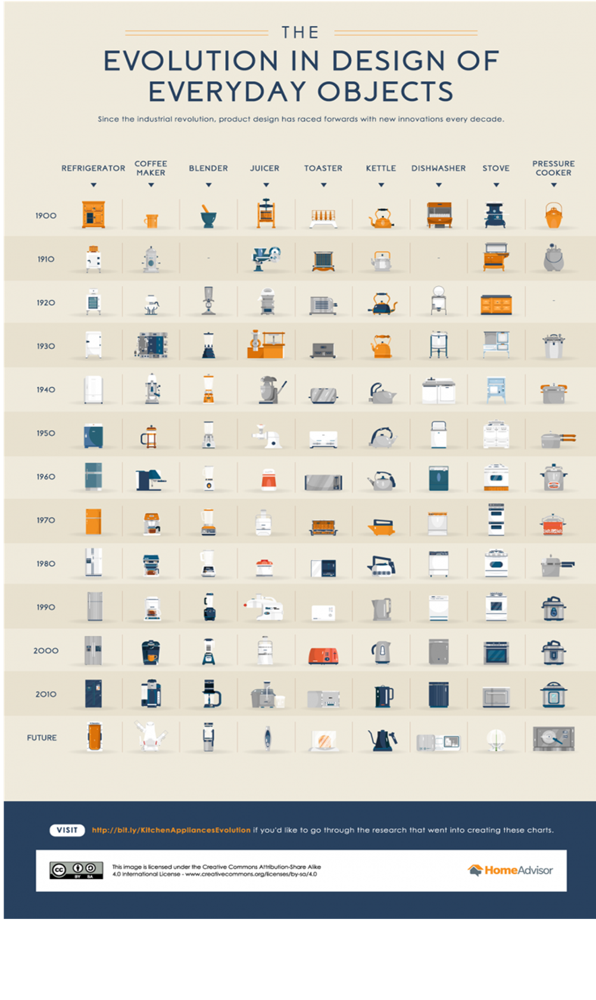 THE
EVOLUTION IN DESIGN OF
EVERYDAY OBJECTS
Since the industrial revolution, product design has raced forwards with new innovations every decade.
REFRIGERATOR
COFFEE
MAKER
BLENDER
JUICER
TOASTER
KETTLE
DISHWASHER
STOVE
PRESSURE
COOKER
1900
1910
1920
1930
1940
1950
1960
1970
1980
1990
2000
2010
FUTURE
VISIT http://bit.ly/KitchenAppliancesEvolution if you'd like to go through the research that went into creating these charts.
cc BY SA
This image is licensed under the Creative Commons Attribution-Share Alike
4.0 International License - www.creativecommons.org/licenses/by-sa/4.0
HomeAdvisor